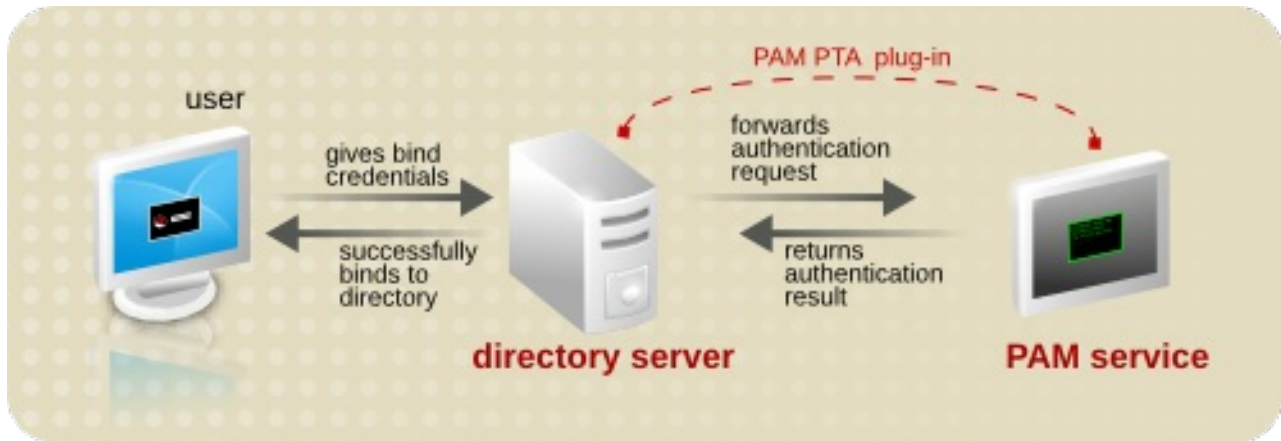 PAM PTA plug-in
user
gives bind
credentials
forwards
authentication
request
successfully
binds to
directory
returns
authentication
result
directory server
PAM service